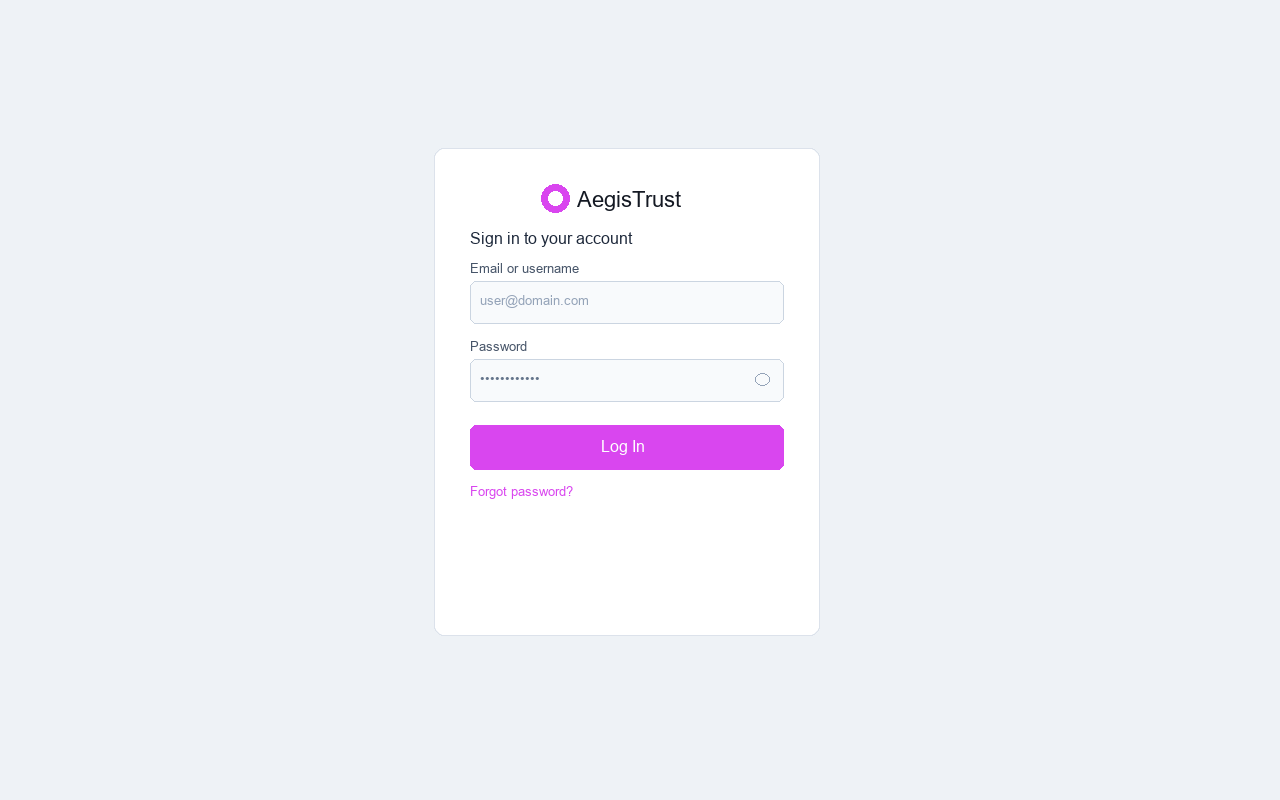 AegisTrust
Sign in to your account
Email or username
user@domain.com
Password
••••••••••••
Log In
Forgot password?